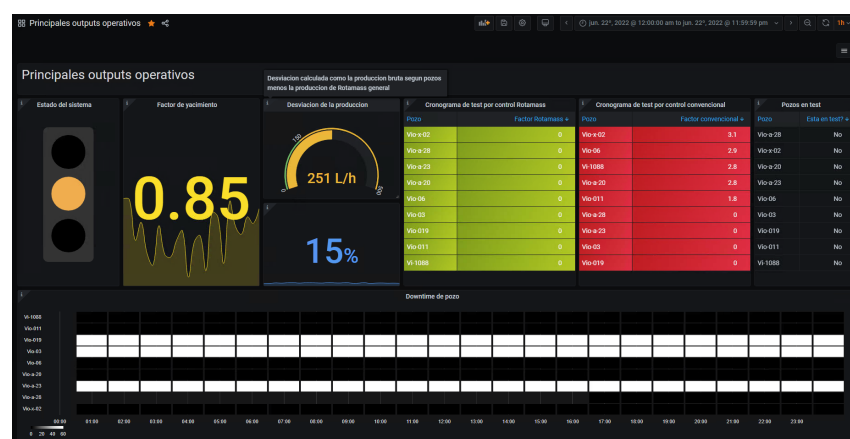 Principales outputs operativos
jun. 22º, 2022 @ 12:00:00 am to jun. 22º, 2022 @ 11:59:59 pm
1h
Principales outputs operativos
Desviacion calculada como la produccion bruta segun pozos
menos la produccion de Rotamass general
Estado del sistema
Factor de yacimiento
0.85
Desviacion de la produccion
0
150
500
251 L/h
15%
Cronograma de test por control Rotamass
Pozo Factor Rotamass
Vio-x-02 0
Vio-a-28 0
Vio-a-23 0
Vio-a-20 0
Vio-06 0
Vio-03 0
Vio-019 0
Vio-011 0
Vi-1088 0
Cronograma de test por control convencional
Pozo Factor convencional
Vio-x-02 3.1
Vio-06 2.9
Vi-1088 2.8
Vio-a-20 2.8
Vio-011 1.8
Vio-a-28 0
Vio-a-23 0
Vio-03 0
Vio-019 0
Pozos en test
Pozo Esta en test?
Vio-a-28 No
Vio-x-02 No
Vio-a-20 No
Vio-a-23 No
Vio-06 No
Vio-03 No
Vio-019 No
Vio-011 No
Vi-1088 No
Downtime de pozo
Vi-1088
Vio-011
Vio-019
Vio-03
Vio-06
Vio-a-20
Vio-a-23
Vio-a-28
Vio-x-02
00:00 01:00 02:00 03:00 04:00 05:00 06:00 07:00 08:00 09:00 10:00 11:00 12:00 13:00 14:00 15:00 16:00 17:00 18:00 19:00 20:00 21:00 22:00 23:00
0 20 40 60